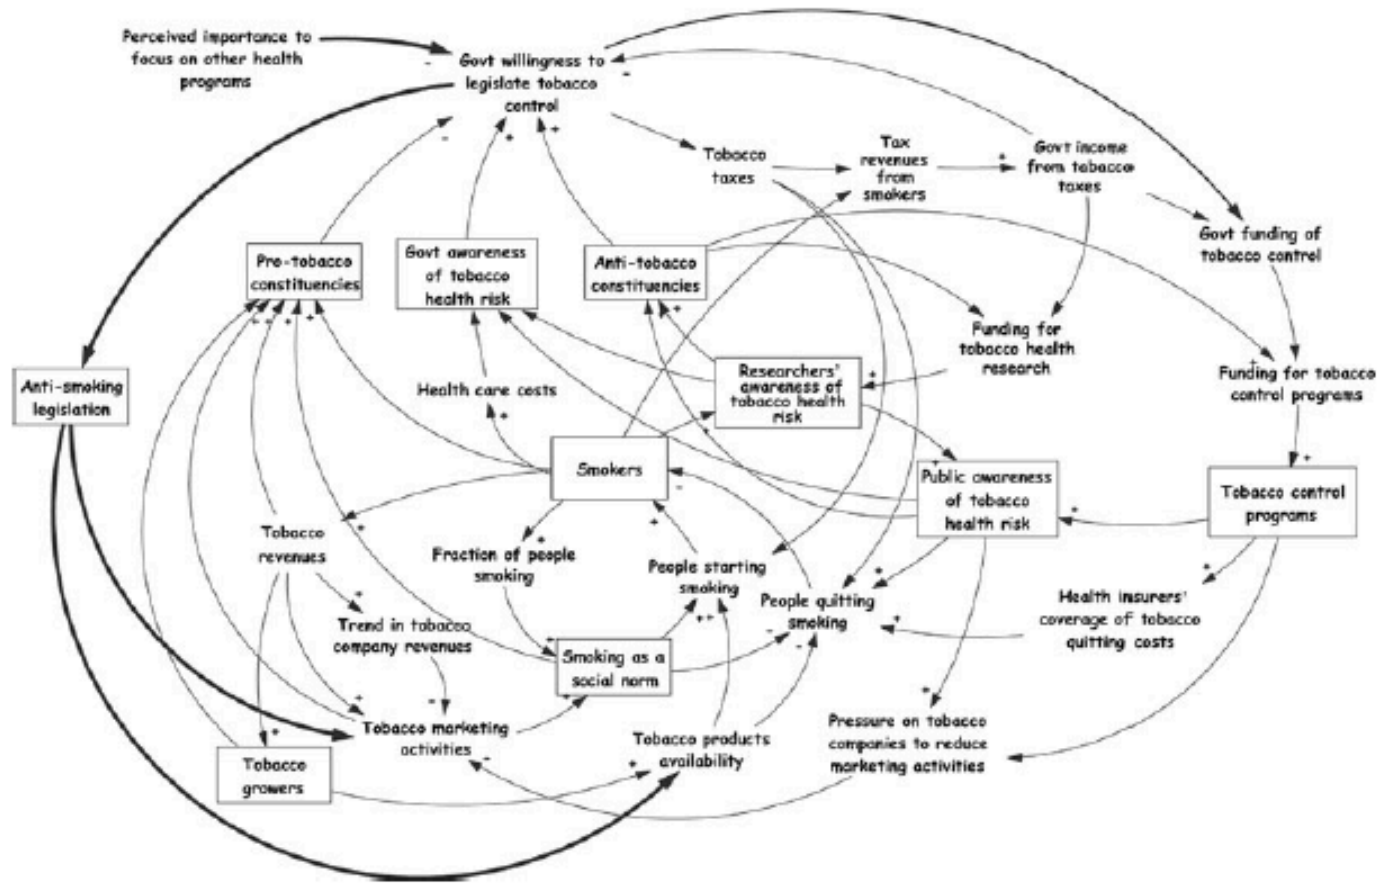 Perceived importance to
focus on other health
programs
Govt willingness to
legislate tobacco
control
Tobacco
taxes
Tax
revenues
from
smokers
Govt income
from tobacco
taxes
Govt funding of
tobacco control
Pro-tobacco
constituencies
Govt awareness
of tobacco
health risk
Anti-tobacco
constituencies
Funding for
tobacco health
research
Funding for tobacco
control programs
Anti-smoking
legislation
Health care costs
Researchers'
awareness of
tobacco health
risk
Smokers
Public awareness
of tobacco
health risk
Tobacco control
programs
Tobacco
revenues
Fraction of people
smoking
People starting
smoking
People quitting
smoking
Health insurers'
coverage of tobacco
quitting costs
Trend in tobacco
company revenues
Smoking as a
social norm
Tobacco marketing
activities
Tobacco products
availability
Pressure on tobacco
companies to reduce
marketing activities
Tobacco
growers